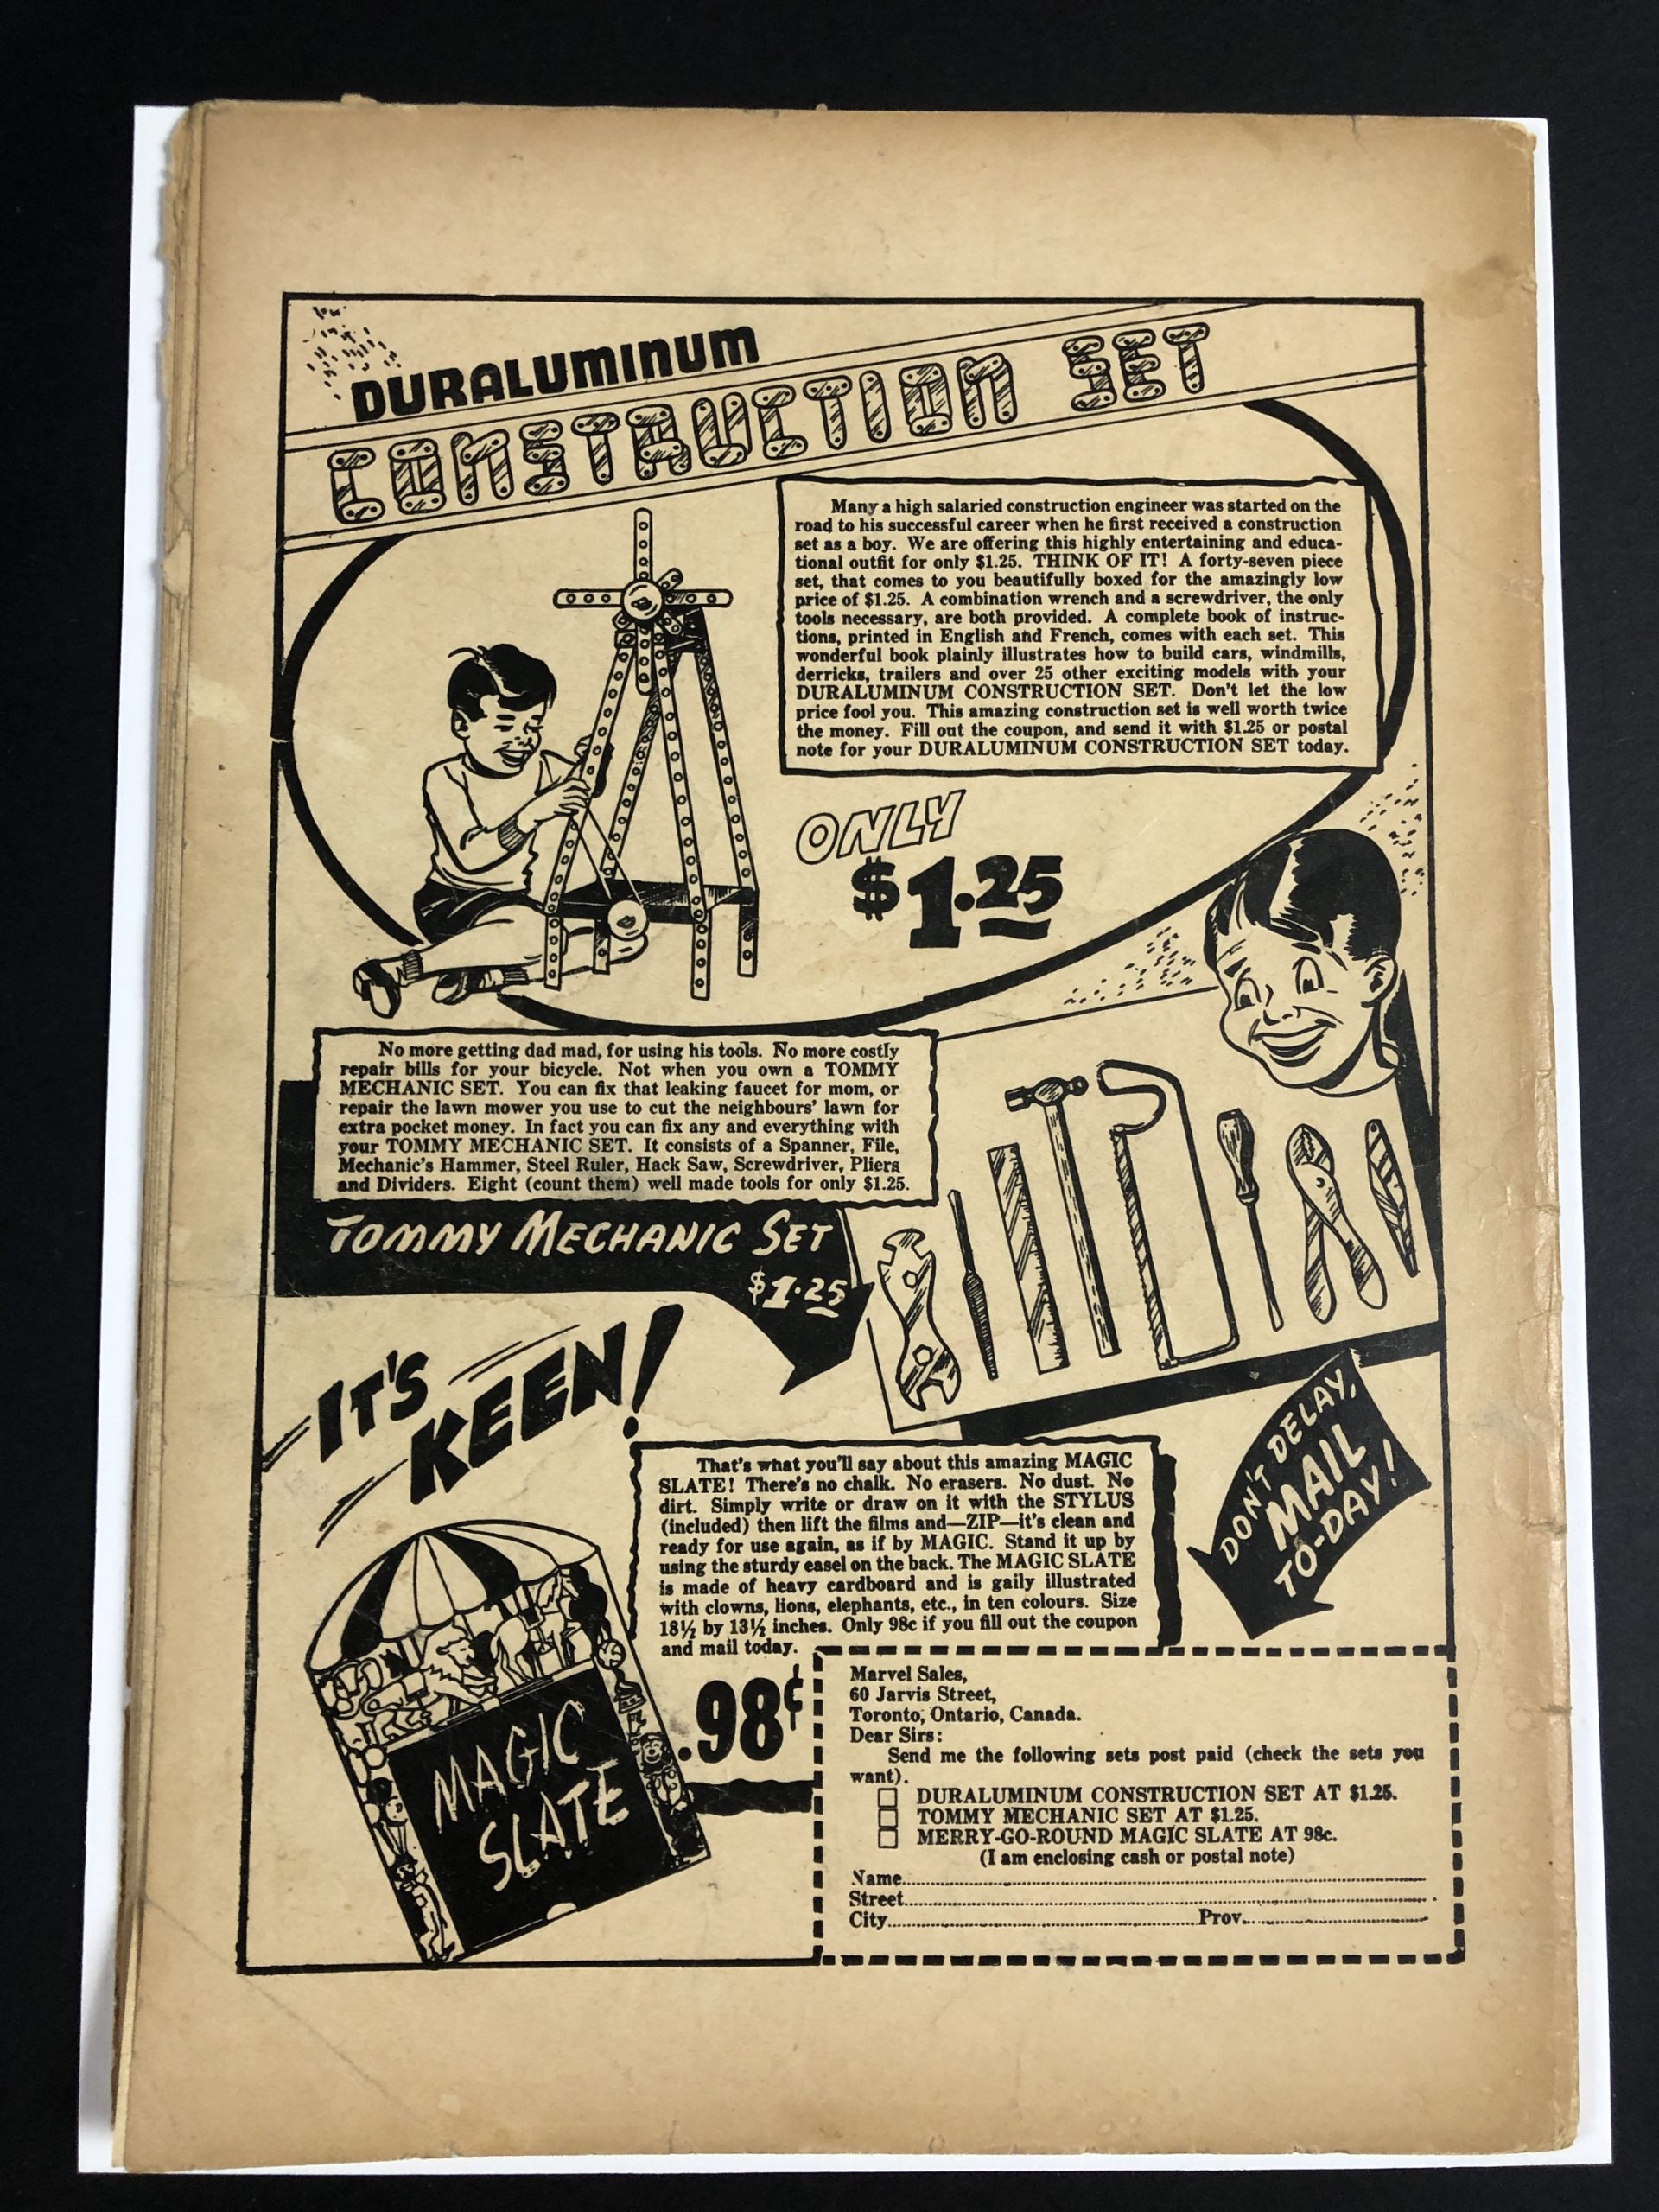 DURALUMINUM
CONSTRUCTION SET
Many a high salaried construction engineer was started on the
road to his successful career when he first received a construction
set as a boy. We are offering this highly entertaining and educa-
tional outfit for only $1.25. THINK OF IT! A forty-seven piece
set, that comes to you beautifully boxed for the amazingly low
price of $1.25. A combination wrench and a screwdriver, the only
tools necessary, are both provided. A complete book of instruc-
tions, printed in English and French, comes with each set. This
wonderful book plainly illustrates how to build cars, windmills,
derricks, trailers and over 25 other exciting models with your
DURALUMINUM CONSTRUCTION SET. Don't let the low
price fool you. This amazing construction set is well worth twice
the money. Fill out the coupon, and send it with $1.25 or postal
note for your DURALUMINUM CONSTRUCTION SET today.
ONLY
$1.25
No more getting dad mad, for using his tools. No more costly
repair bills for your bicycle. Not when you own a TOMMY
MECHANIC SET. You can fix that leaking faucet for mom, or
repair the lawn mower you use to cut the neighbours' lawn for
extra pocket money. In fact you can fix any and everything with
your TOMMY MECHANIC SET. It consists of a Spanner, File,
Mechanic's Hammer, Steel Ruler, Hack Saw, Screwdriver, Pliers
and Dividers. Eight (count them) well made tools for only $1.25.
TOMMY MECHANIC SET
$1.25
IT'S
KEEN!
That's what you'll say about this amazing MAGIC
SLATE! There's no chalk. No erasers. No dust. No
dirt. Simply write or draw on it with the STYLUS
(included) then lift the films and—ZIP—it's clean and
ready for use again, as if by MAGIC. Stand it up by
using the sturdy easel on the back. The MAGIC SLATE
is made of heavy cardboard and is gaily illustrated
with clowns, lions, elephants, etc., in ten colours. Size
18½ by 13½ inches. Only 98c if you fill out the coupon
and mail today.
DON'T DELAY,
MAIL
TO-DAY!
MAGIC
SLATE
.98¢
Marvel Sales,
60 Jarvis Street,
Toronto, Ontario, Canada.
Dear Sirs:
Send me the following sets post paid (check the sets you
want).
DURALUMINUM CONSTRUCTION SET AT $1.25.
TOMMY MECHANIC SET AT $1.25.
MERRY-GO-ROUND MAGIC SLATE AT 98c.
(I am enclosing cash or postal note)
Name
Street
City Prov.